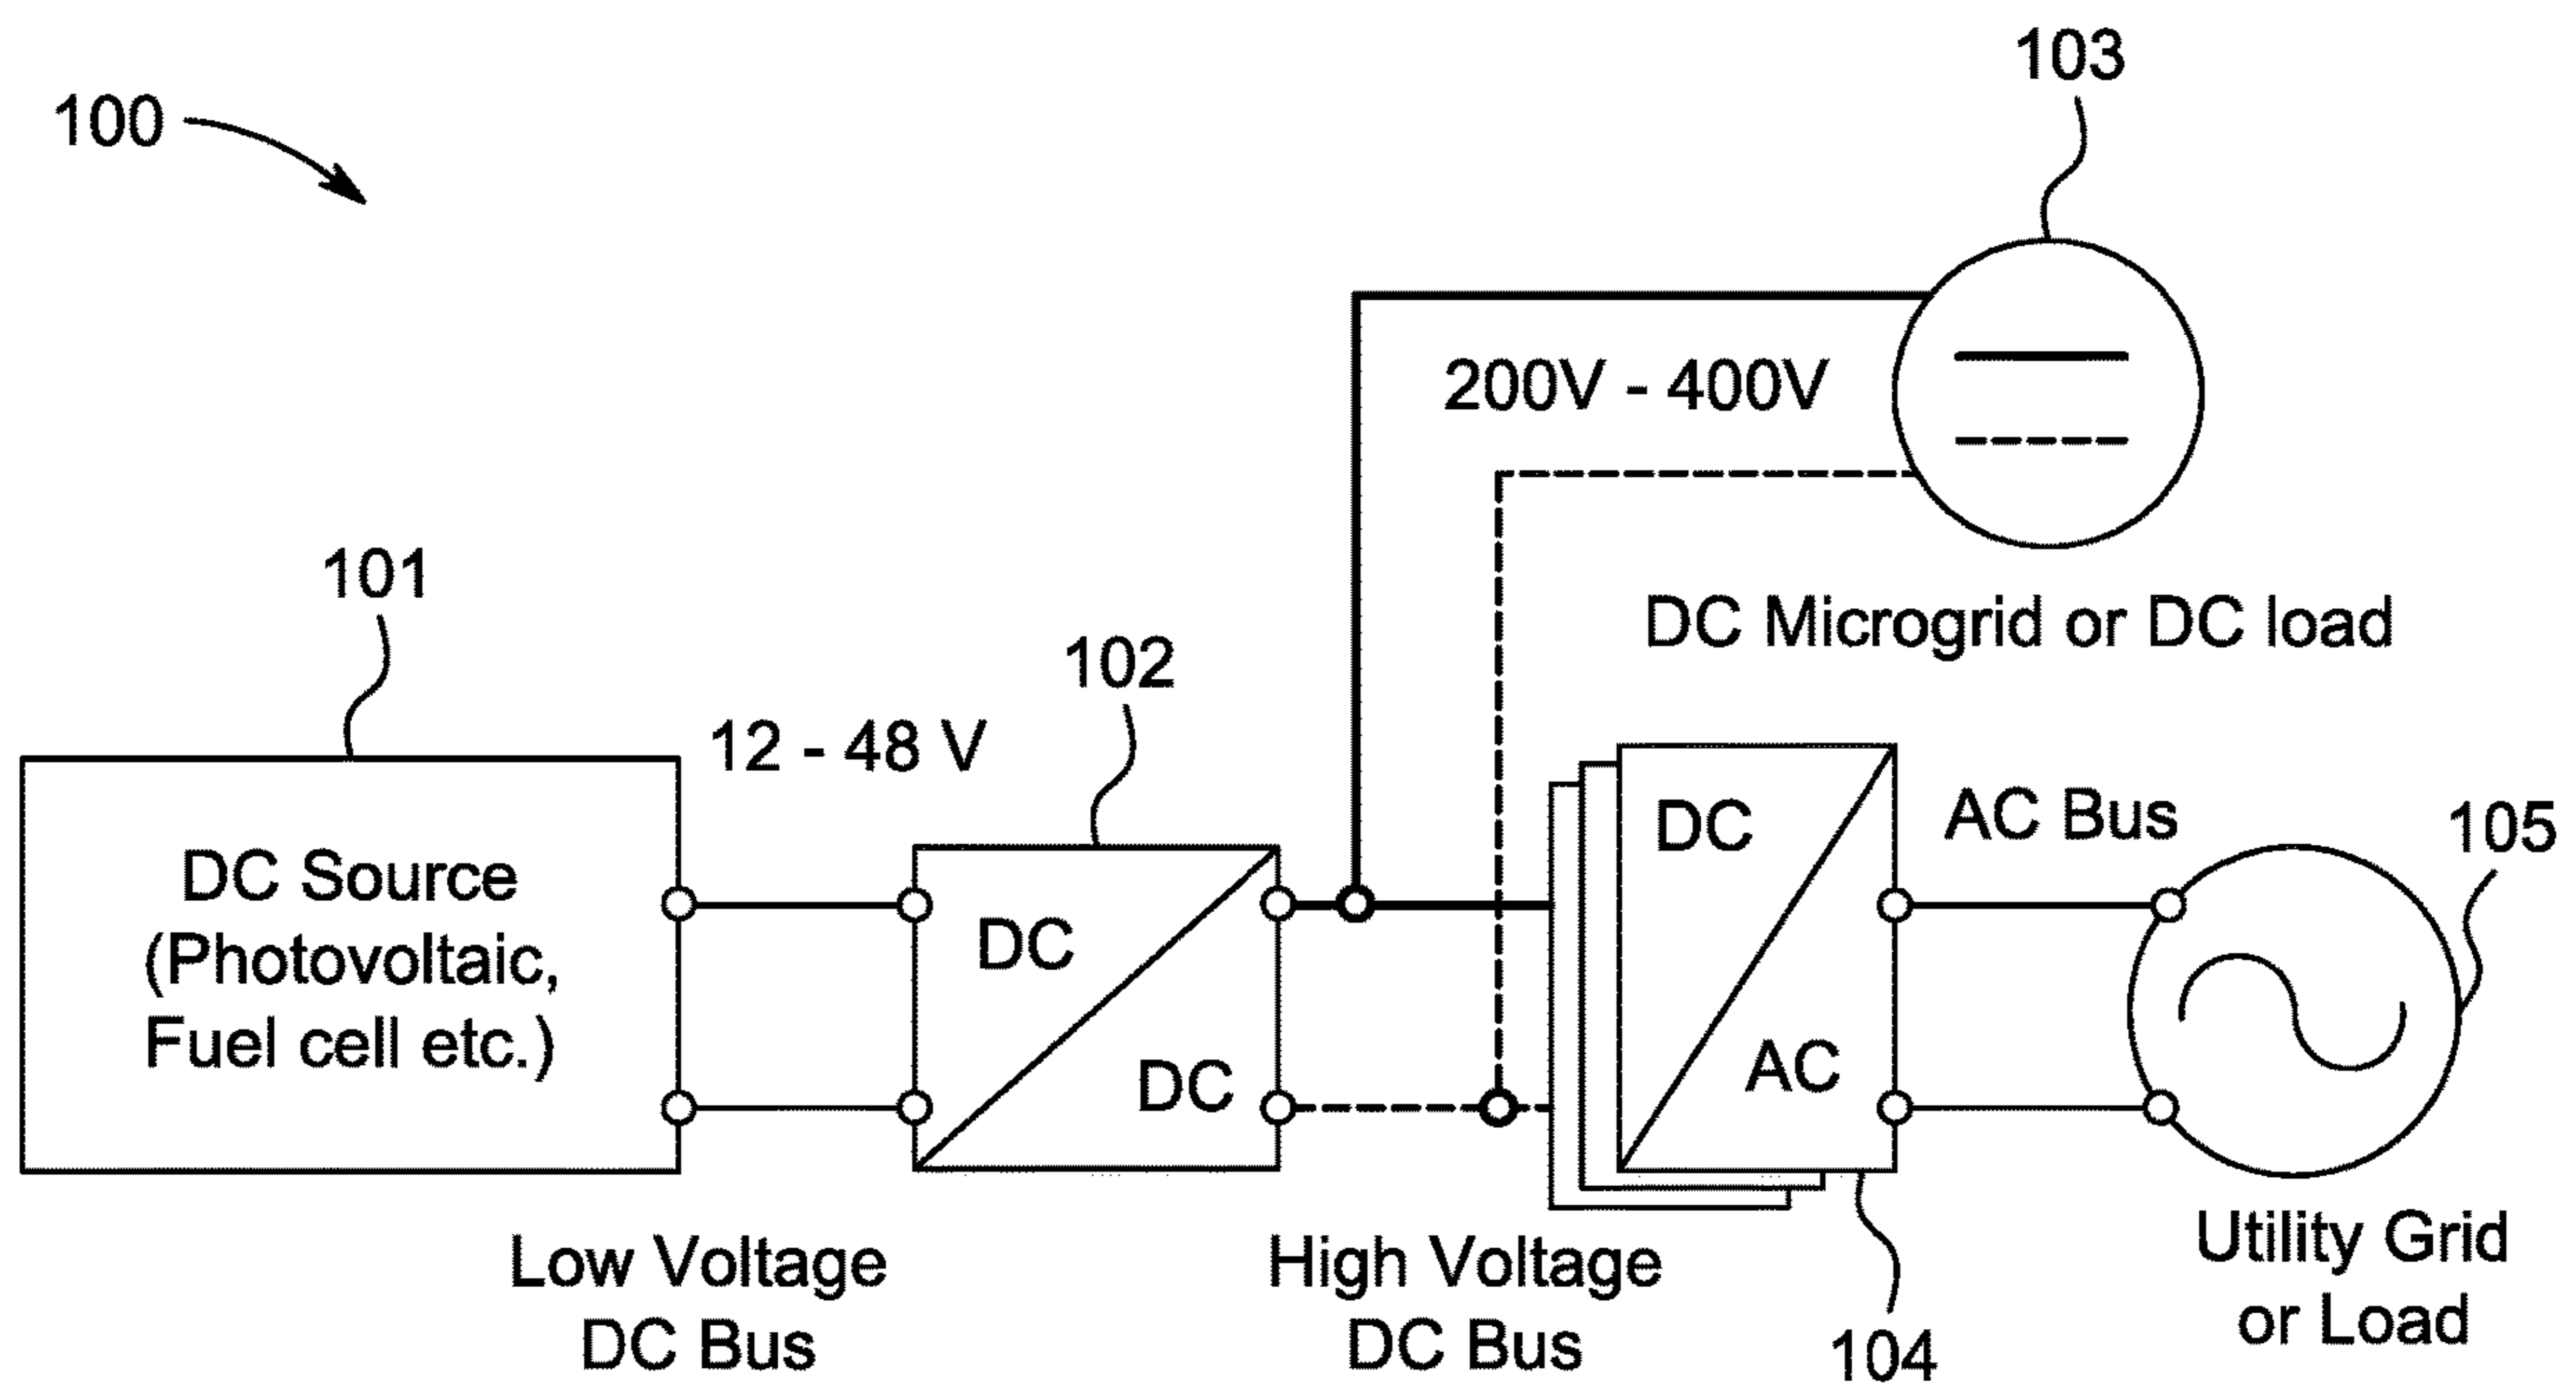 103
100
200V - 400V
101
DC Microgrid or DC load
102
12 - 48 V
DC
AC Bus
105
DC Source
(Photovoltaic,
Fuel cell etc.)
DC
DC
AC
Low Voltage
DC Bus
High Voltage
DC Bus
104
Utility Grid
or Load